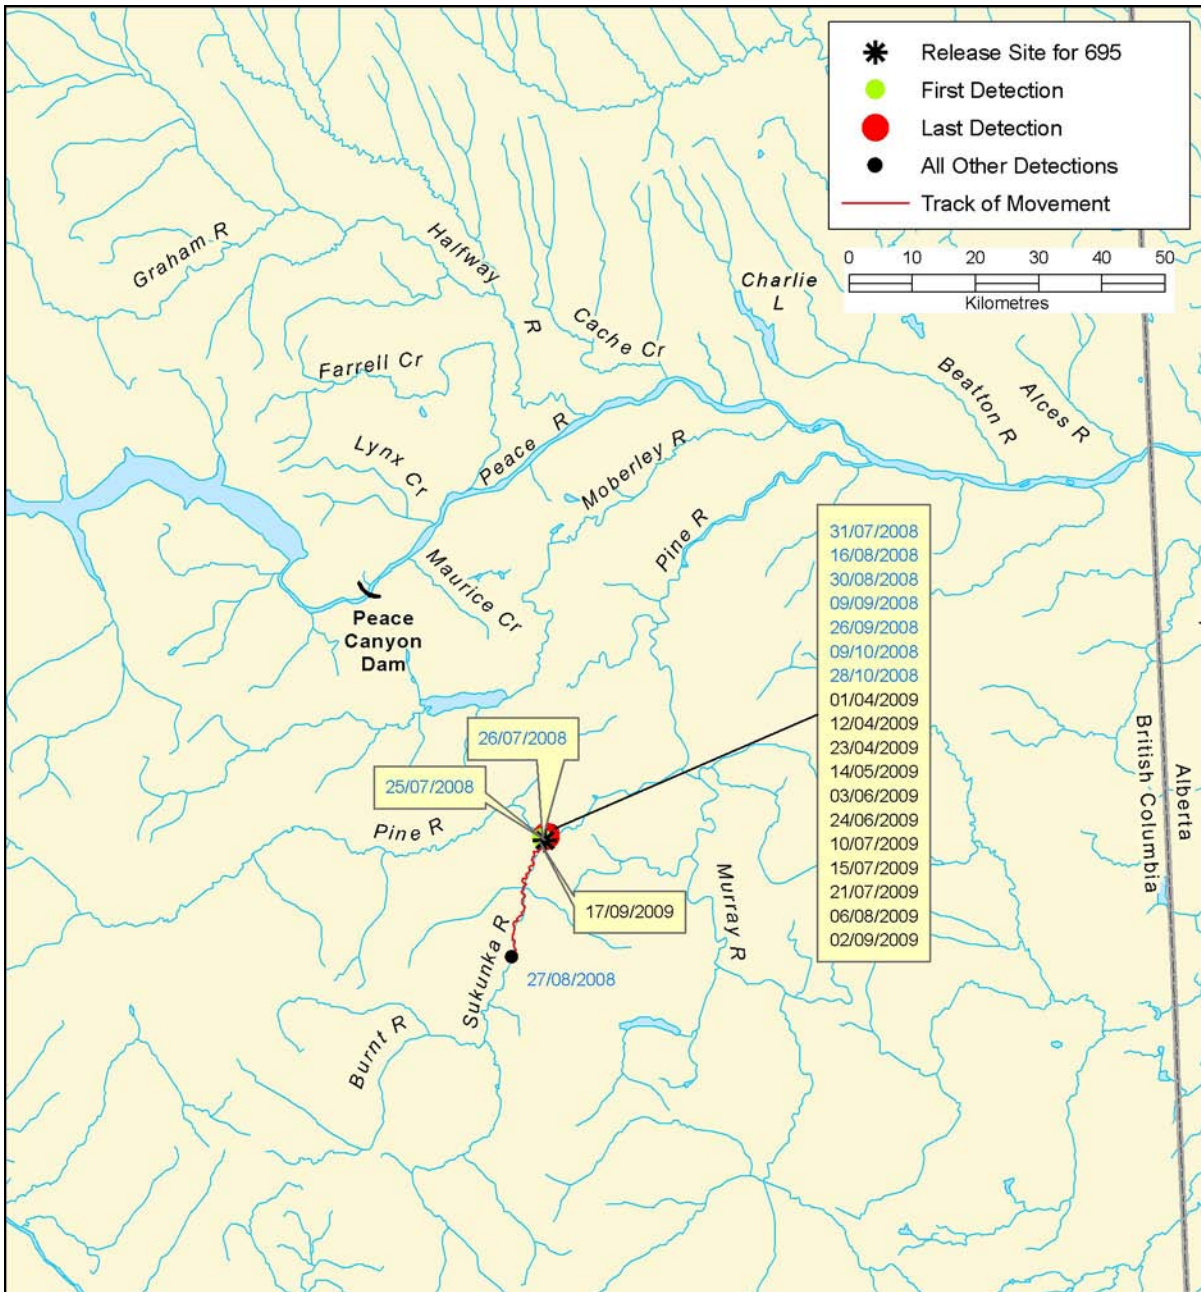 Release Site for 695
First Detection
Last Detection
All Other Detections
Track of Movement
0 10 20 30 40 50
Kilometres
Graham R
Halfway
R
Charlie
L
Cache Cr
Farrell Cr
Beatton R
Alces R
Lynx Cr
Peace R
Moberley R
Pine R
Maurice Cr
Peace
Canyon
Dam
31/07/2008
16/08/2008
30/08/2008
09/09/2008
26/09/2008
09/10/2008
28/10/2008
01/04/2009
12/04/2009
23/04/2009
14/05/2009
03/06/2009
24/06/2009
10/07/2009
15/07/2009
21/07/2009
06/08/2009
02/09/2009
26/07/2008
25/07/2008
Pine R
17/09/2009
Murray R
British Columbia
Alberta
Sukunka R
27/08/2008
Burnt R